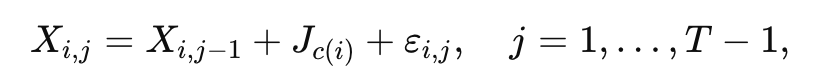 X_{i,j} = X_{i,j−1} + J_{c(i)} + ε_{i,j},   j = 1, . . . , T − 1,